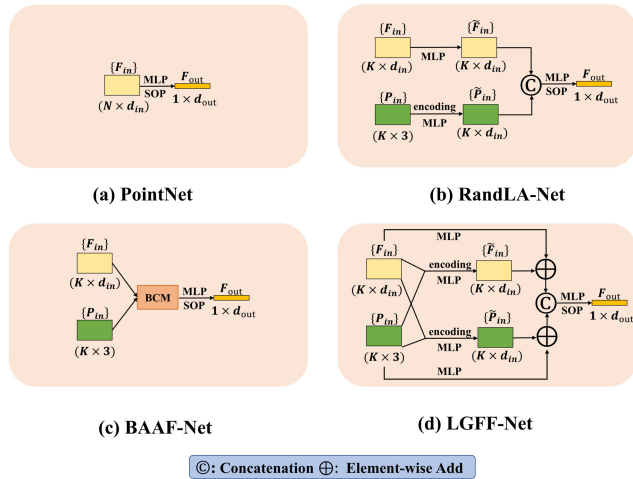 {F_in}
MLP
F_out
SOP
(N × d_in)
1 × d_out
(a) PointNet
{F_in}
{F̃_in}
MLP
(K × d_in)
(K × d_in)
{P_in}
encoding
{P̃_in}
MLP
(K × 3)
(K × d_in)
©
MLP
F_out
SOP
1 × d_out
(b) RandLA-Net
{F_in}
(K × d_in)
{P_in}
(K × 3)
BCM
MLP
F_out
SOP
1 × d_out
(c) BAAF-Net
MLP
{F_in}
{F̃_in}
encoding
MLP
(K × d_in)
(K × d_in)
⊕
{P_in}
encoding
{P̃_in}
MLP
(K × 3)
(K × d_in)
⊕
MLP
©
MLP
F_out
SOP
1 × d_out
(d) LGFF-Net
©: Concatenation ⊕: Element-wise Add